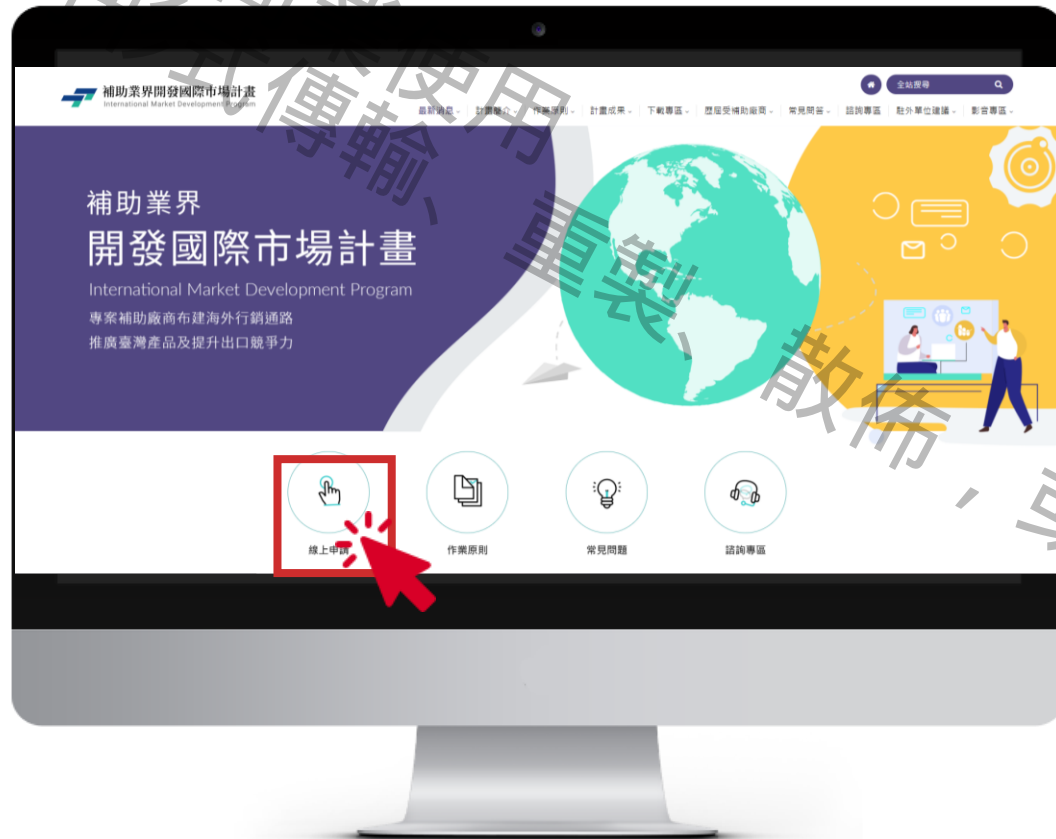 使用
式傳輸、重製、散佈，或
補助業界開發國際市場計畫
International Market Development Program
全站搜尋
最新消息 計畫簡介 作業原則 計畫成果 下載專區 歷屆受補助廠商 常見問答 諮詢專區 駐外單位建議 影音專區
補助業界
開發國際市場計畫
International Market Development Program
專案補助廠商布建海外行銷通路
推廣臺灣產品及提升出口競爭力
線上申請
作業原則
常見問題
諮詢專區